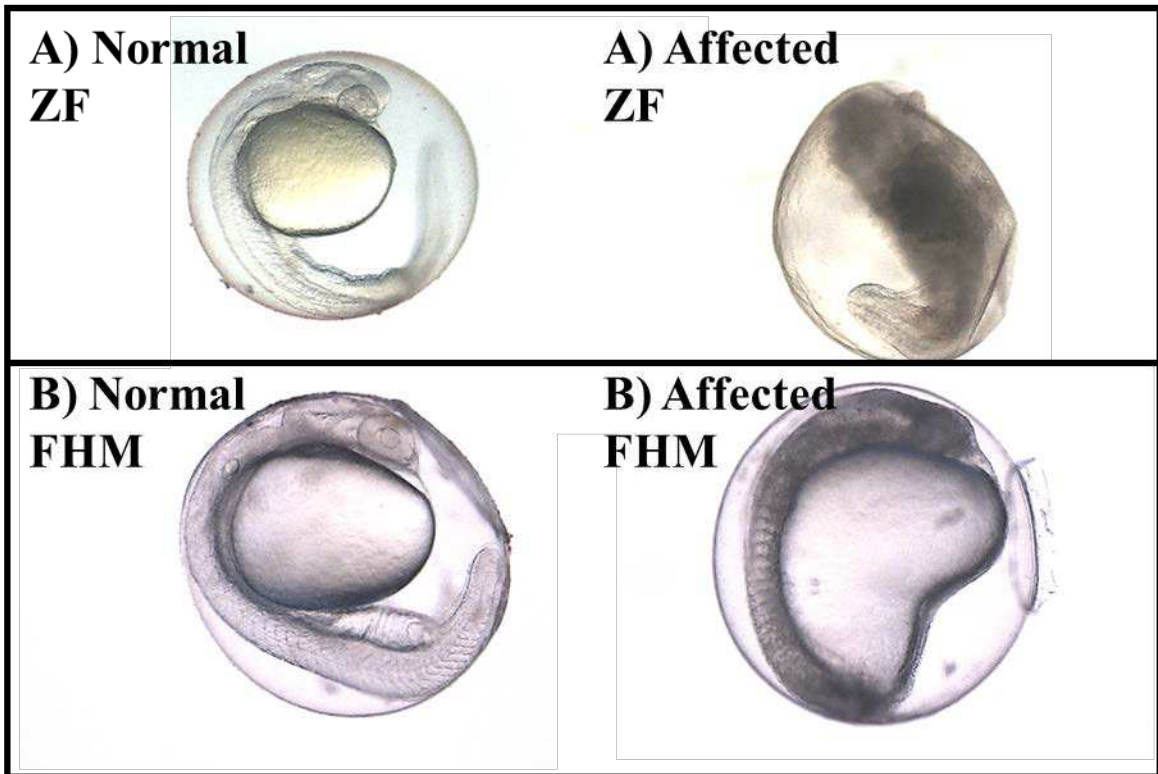 A) Normal
ZF
A) Affected
ZF
B) Normal
FHM
B) Affected
FHM